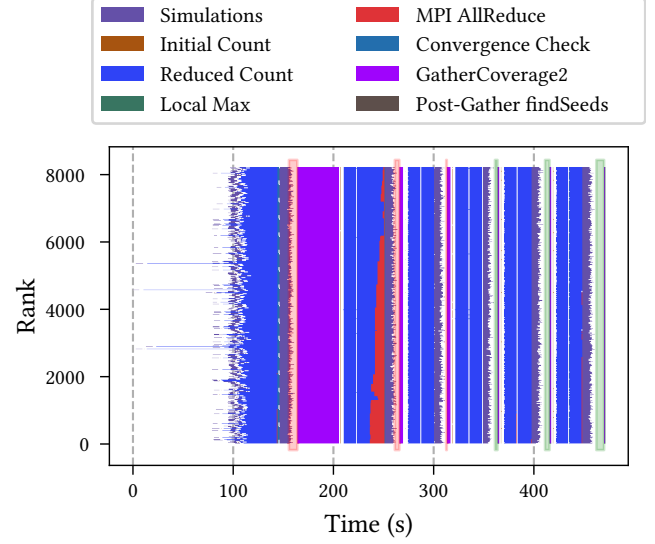 Simulations
Initial Count
Reduced Count
Local Max
MPI AllReduce
Convergence Check
GatherCoverage2
Post-Gather findSeeds
8000
6000
4000
2000
0
Rank
0 100 200 300 400
Time (s)